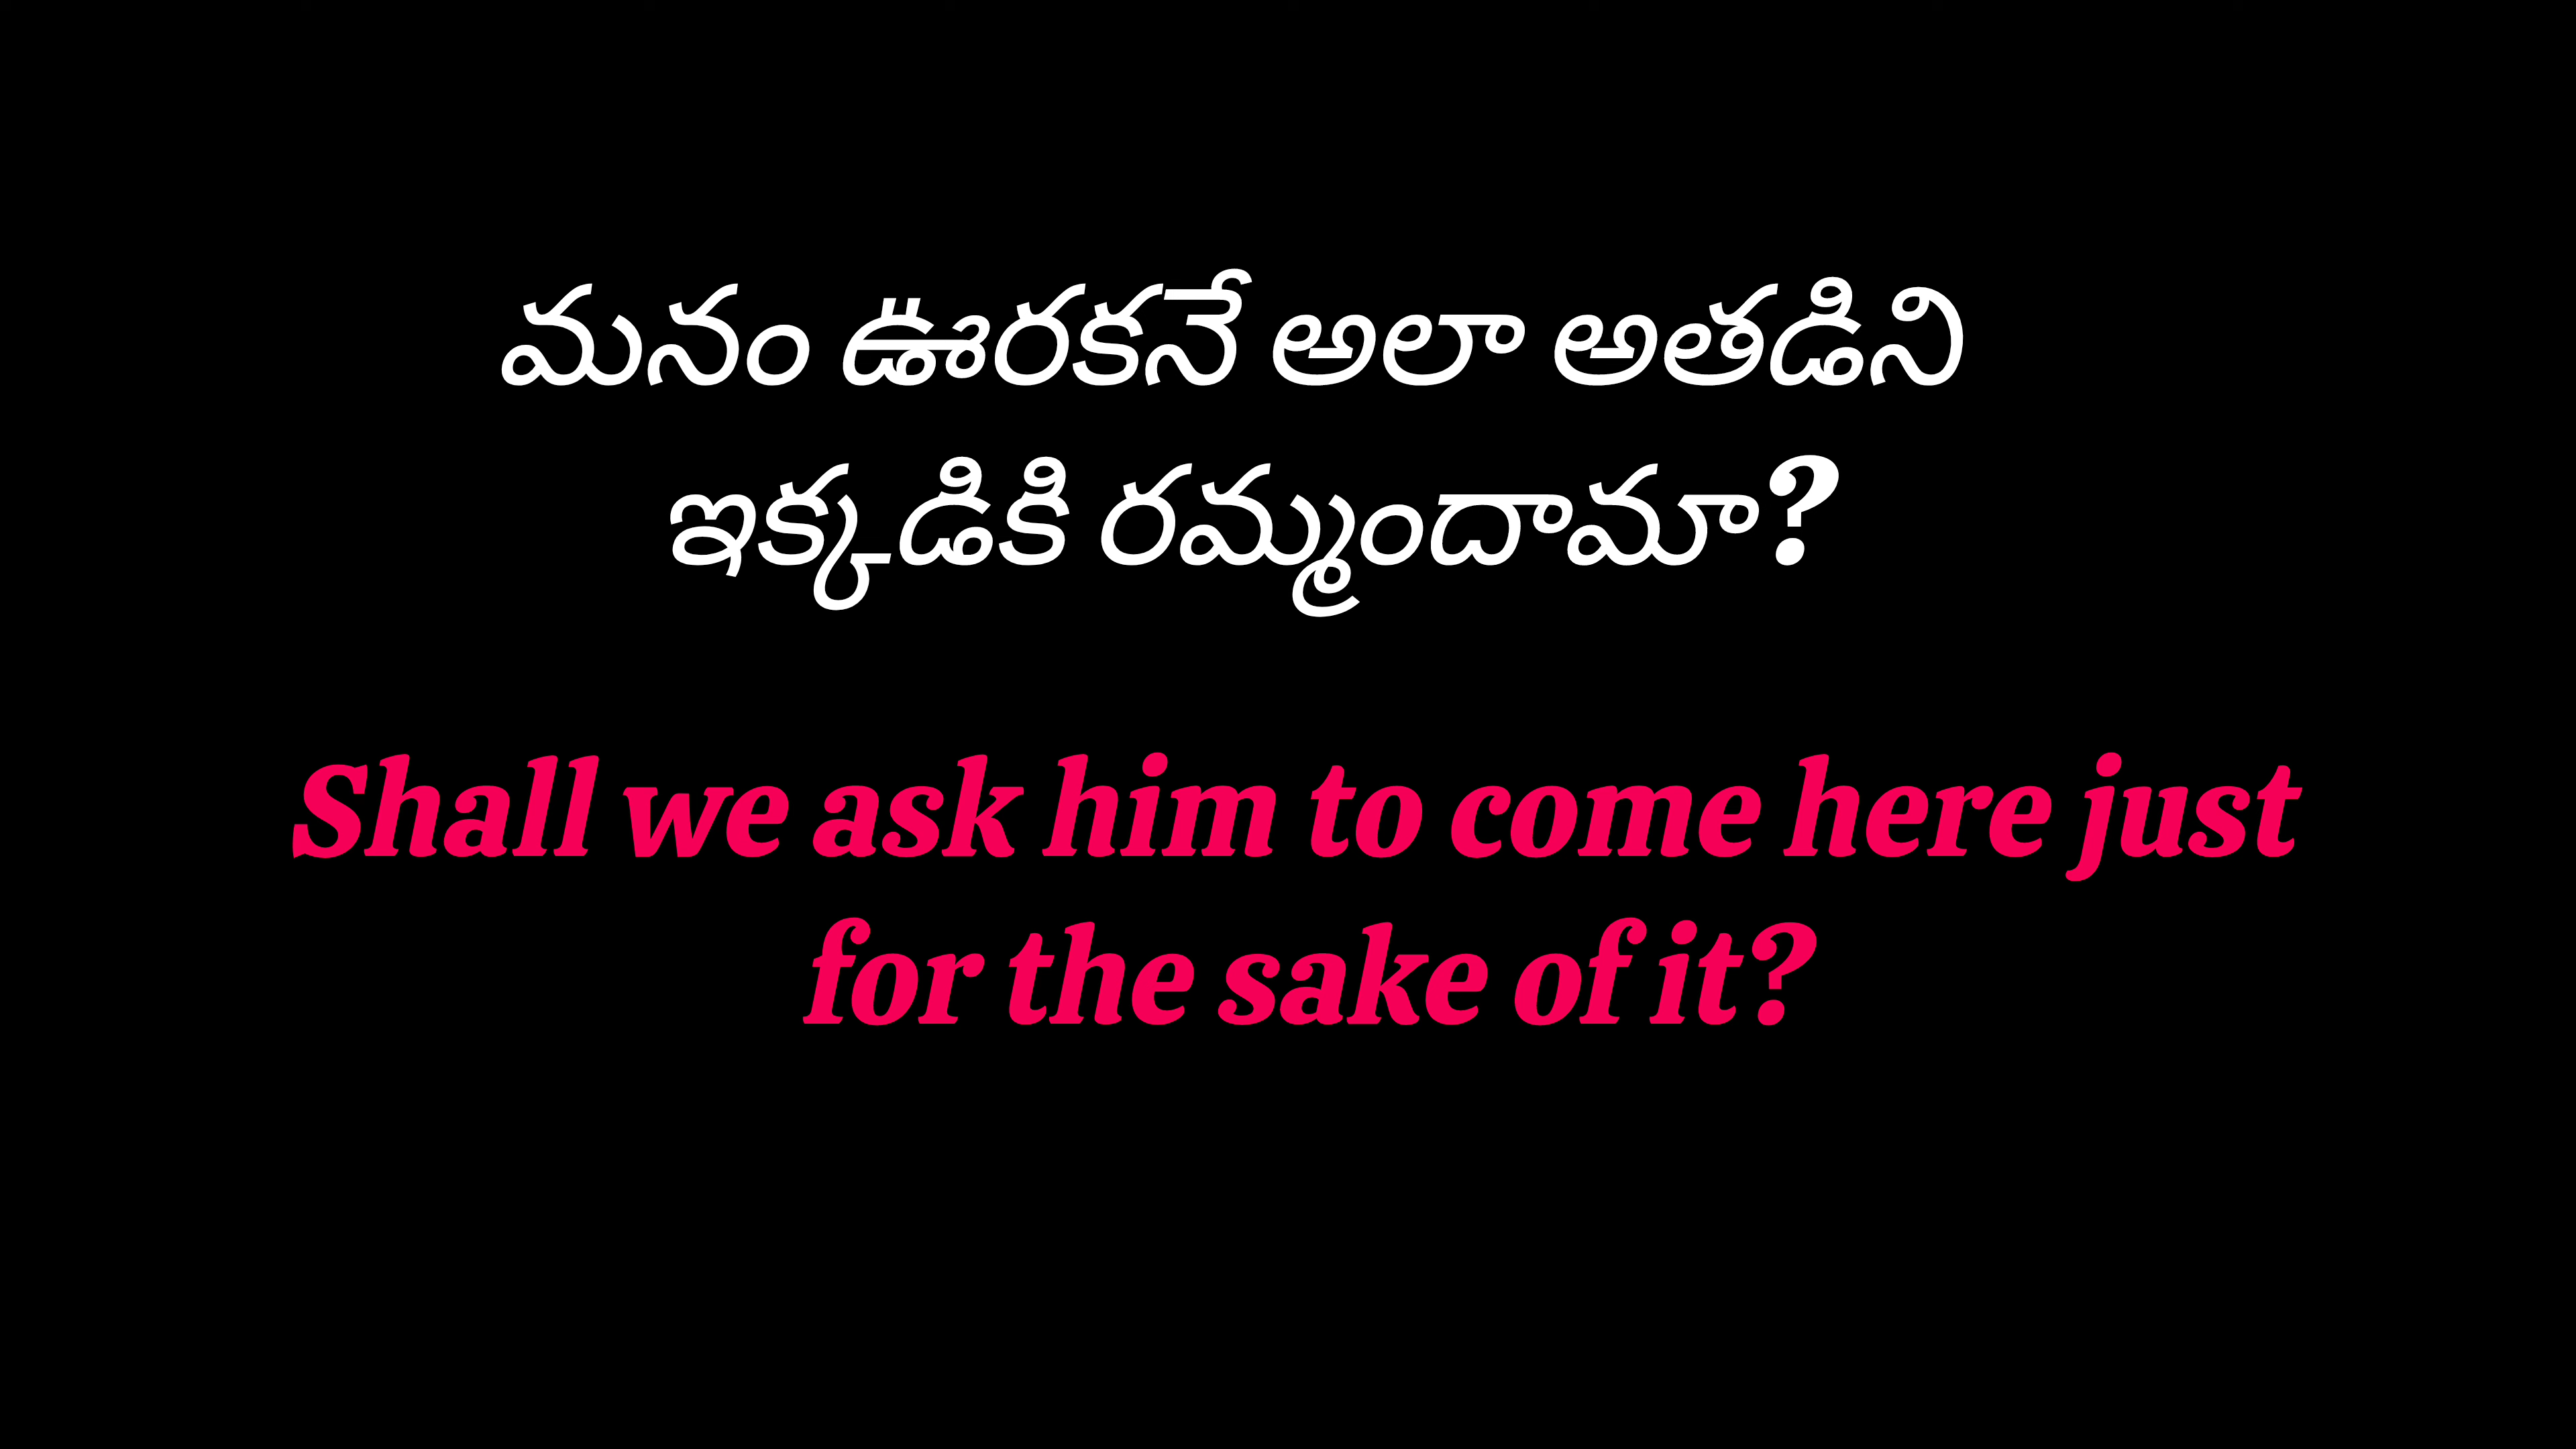 మనం ఊరకనే అలా అతడిని
ఇక్కడికి రమ్మందామా?
Shall we ask him to come here just
for the sake of it?